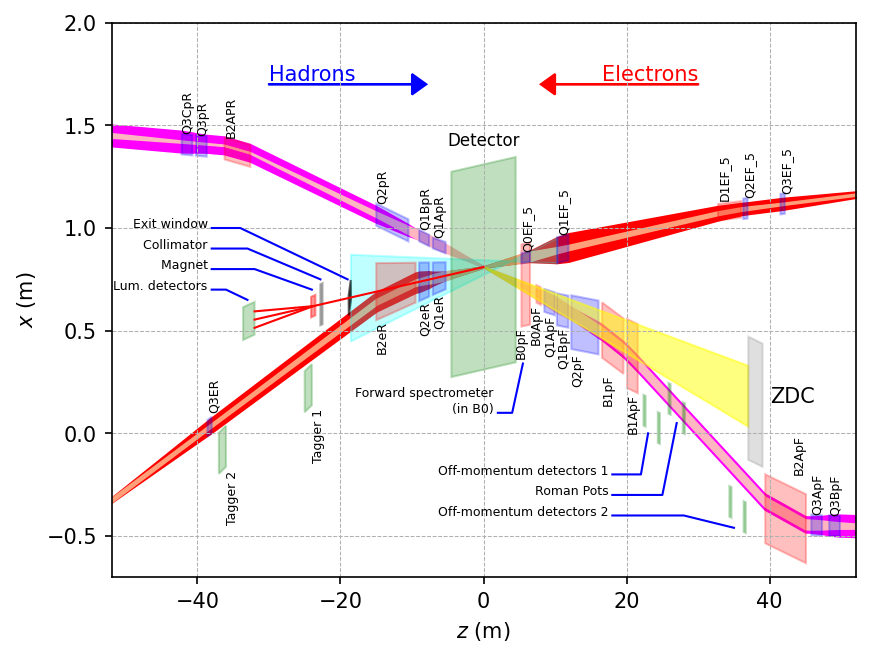 Hadrons
Electrons
Q3CpR
Q3pR
B2APR
Detector
Q2pR
Q1BpR
Q1ApR
Q0EF_5
Q1EF_5
D1EF_5
Q2EF_5
Q3EF_5
Exit window
Collimator
Magnet
Lum. detectors
B2eR
Q2eR
Q1eR
B0pF
B0ApF
Q1ApF
Q1BpF
Q2pF
B1pF
B1ApF
ZDC
Forward spectrometer
(in B0)
Q3ER
Tagger 1
Tagger 2
Off-momentum detectors 1
Roman Pots
Off-momentum detectors 2
B2ApF
Q3ApF
Q3BpF
2.0
1.5
1.0
0.5
0.0
−0.5
x (m)
−40
−20
0
20
40
z (m)